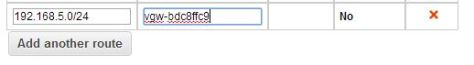 192.168.5.0/24 vgw-bdc8ffc9 No
Add another route